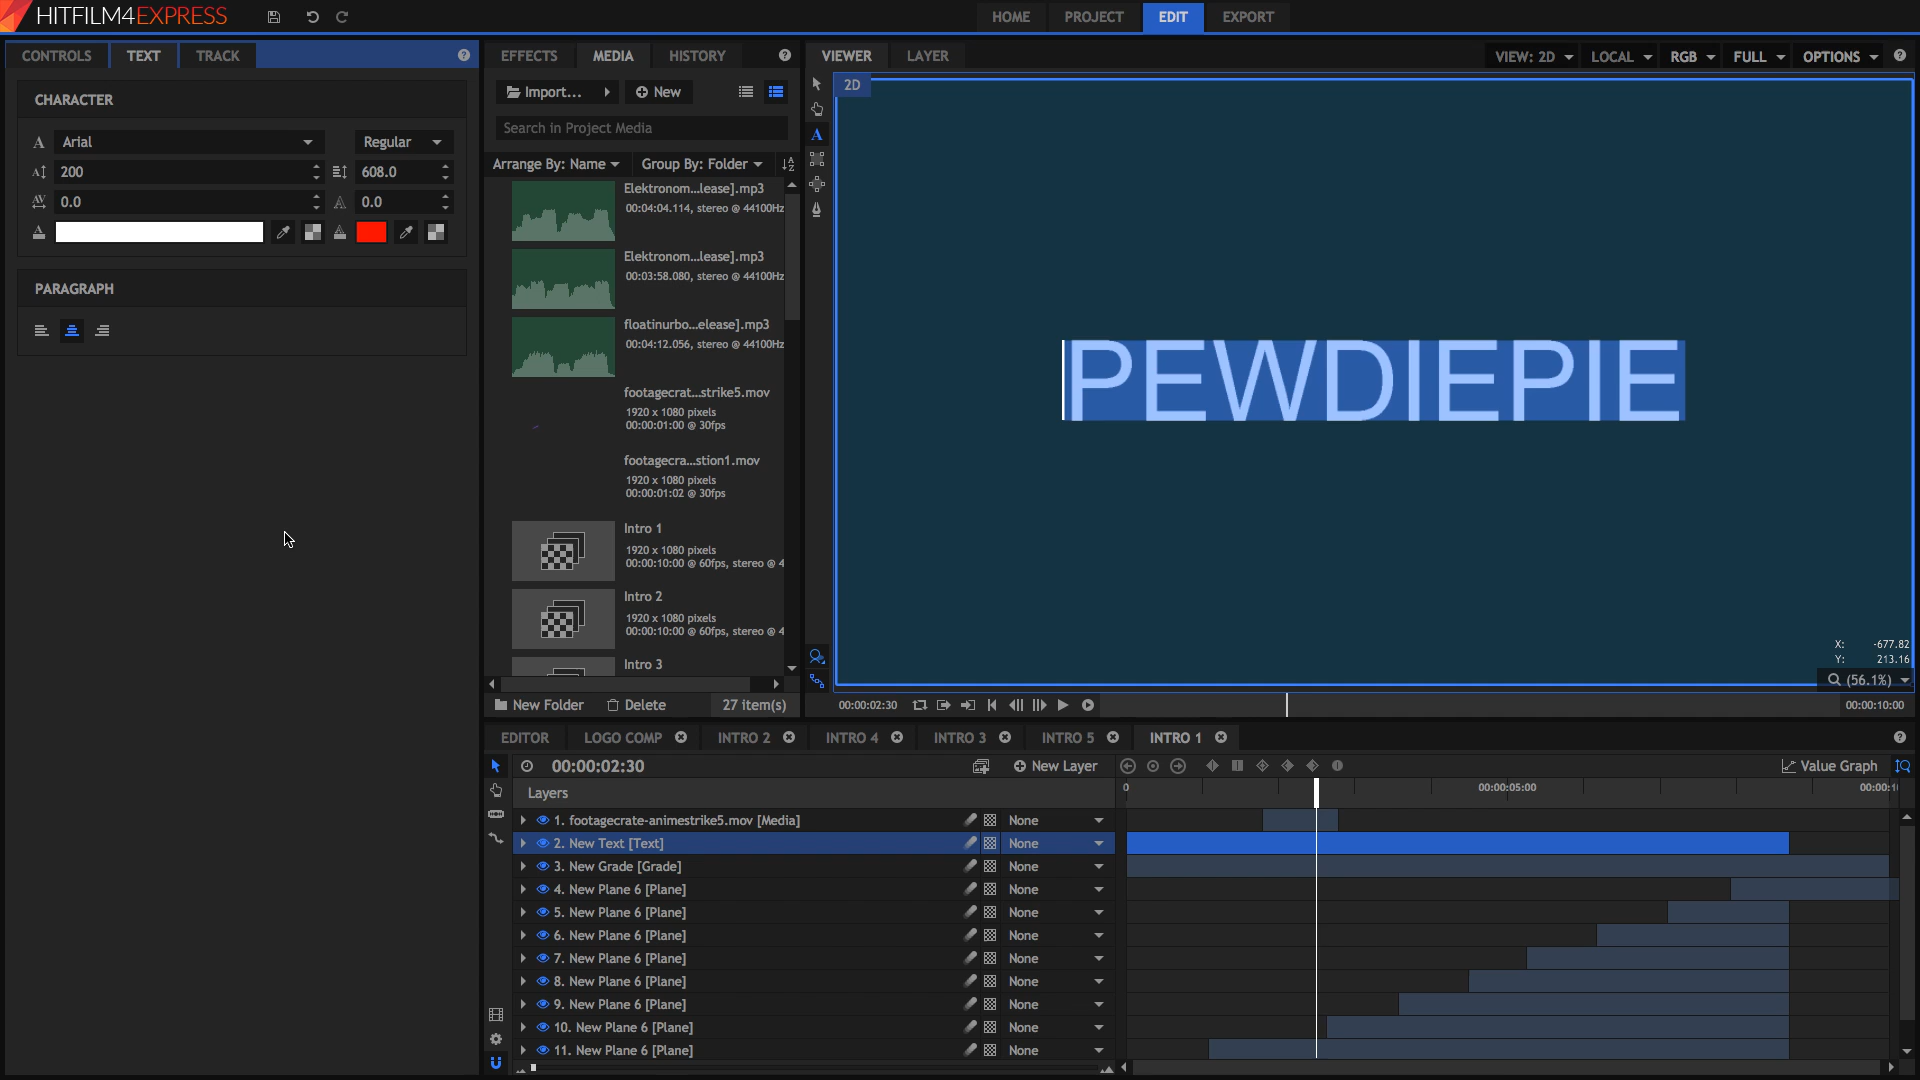 HITFILM4EXPRESS
HOME PROJECT EDIT EXPORT
CONTROLS TEXT TRACK
CHARACTER
Arial Regular
200 608.0
0.0 0.0
PARAGRAPH
EFFECTS MEDIA HISTORY
Import... New
Search in Project Media
Arrange By: Name Group By: Folder
Elektronom...lease].mp3
00:04:04.114, stereo @ 44100Hz
Elektronom...lease].mp3
00:03:58.080, stereo @ 44100Hz
floatinurbo...elease].mp3
00:04:12.056, stereo @ 44100Hz
footagecrat...strike5.mov
1920 x 1080 pixels
00:00:01:00 @ 30fps
footagecra...stion1.mov
1920 x 1080 pixels
00:00:01:02 @ 30fps
Intro 1
1920 x 1080 pixels
00:00:10:00 @ 60fps, stereo @ 4
Intro 2
1920 x 1080 pixels
00:00:10:00 @ 60fps, stereo @ 4
Intro 3
New Folder Delete 27 item(s)
VIEWER LAYER
VIEW: 2D LOCAL RGB FULL OPTIONS
2D
PEWDIEPIE
X: -677.82
Y: 213.16
(56.1%)
00:00:02:30 00:00:10:00
EDITOR LOGO COMP INTRO 2 INTRO 4 INTRO 3 INTRO 5 INTRO 1
00:00:02:30 New Layer Value Graph
Layers 0 00:00:05:00 00:00:1
1. footagecrate-animestrike5.mov [Media] None
2. New Text [Text] None
3. New Grade [Grade] None
4. New Plane 6 [Plane] None
5. New Plane 6 [Plane] None
6. New Plane 6 [Plane] None
7. New Plane 6 [Plane] None
8. New Plane 6 [Plane] None
9. New Plane 6 [Plane] None
10. New Plane 6 [Plane] None
11. New Plane 6 [Plane] None